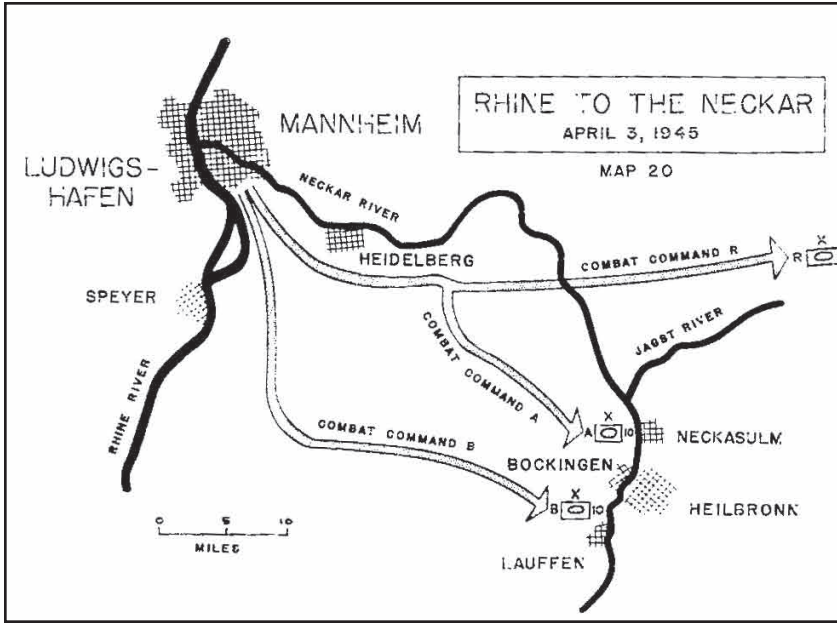 RHINE TO THE NECKAR
APRIL 3, 1945
MAP 20
MANNHEIM
LUDWIGS-
HAFEN
NECKAR RIVER
HEIDELBERG
COMBAT COMMAND R
X
R
SPEYER
JAGST RIVER
COMBAT COMMAND A
RHINE RIVER
COMBAT COMMAND B
X
A 10
NECKASULM
BOCKINGEN
X
B 10
HEILBRONN
LAUFFEN
0 5 10
MILES